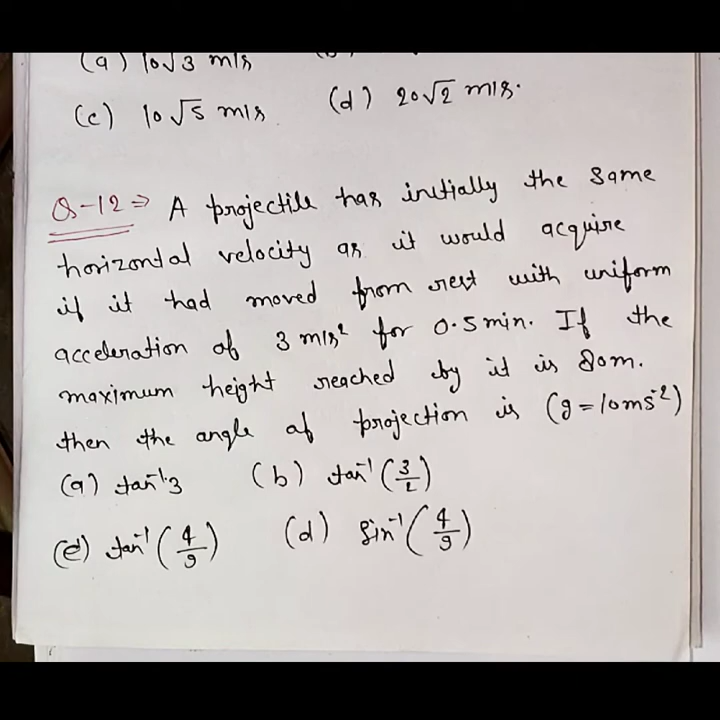 (a) 10√3 m/s
(c) 10√5 m/s (d) 20√2 m/s.
Q-12 ⇒ A projectile has initially the same
horizontal velocity as it would acquire
if it had moved from rest with uniform
acceleration of 3 m/s² for 0.5 min. If the
maximum height reached by it is 80m.
then the angle of projection is (g=10ms⁻²)
(a) tan⁻¹3 (b) tan⁻¹(3/2)
(c) tan⁻¹(4/9) (d) sin⁻¹(4/9)